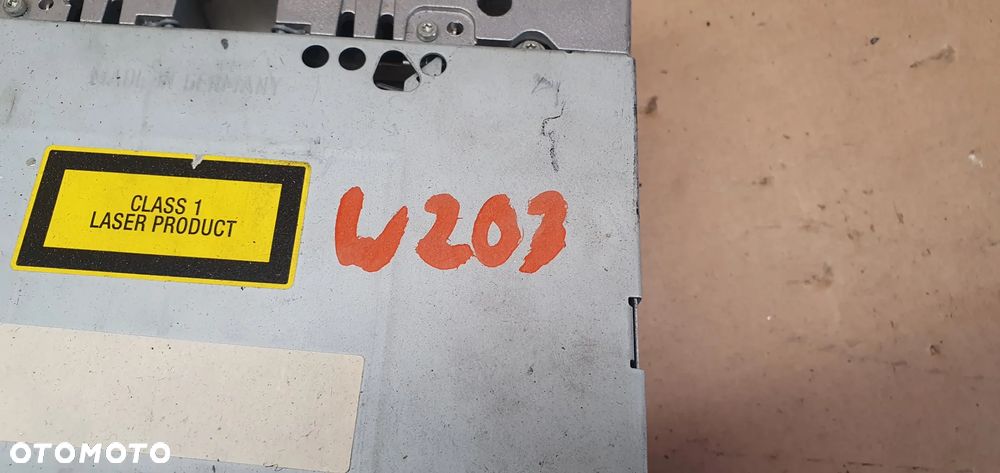 MADE IN GERMANY
CLASS 1
LASER PRODUCT
W203
OTOMOTO